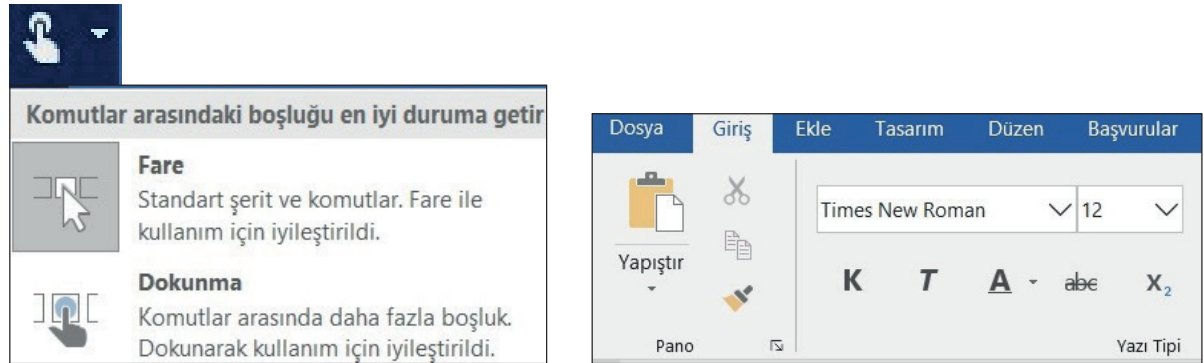 Komutlar arasındaki boşluğu en iyi duruma getir
Fare
Standart şerit ve komutlar. Fare ile
kullanım için iyileştirildi.
Dokunma
Komutlar arasında daha fazla boşluk.
Dokunarak kullanım için iyileştirildi.
Dosya Giriş Ekle Tasarım Düzen Başvurular
Times New Roman 12
Yapıştır
K T A abc X₂
Pano Yazı Tipi